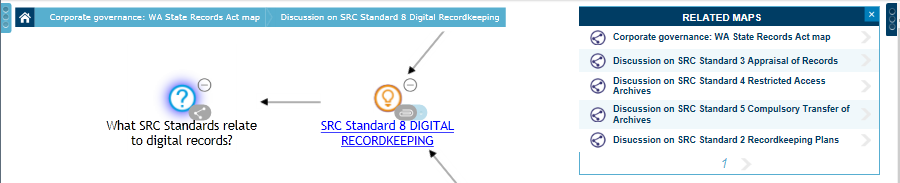 Corporate governance: WA State Records Act map
Discussion on SRC Standard 8 Digital Recordkeeping
What SRC Standards relate
to digital records?
SRC Standard 8 DIGITAL
RECORDKEEPING
RELATED MAPS
Corporate governance: WA State Records Act map
Discussion on SRC Standard 3 Appraisal of Records
Discussion on SRC Standard 4 Restricted Access
Archives
Discussion on SRC Standard 5 Compulsory Transfer of
Archives
Disucssion on SRC Standard 2 Recordkeeping Plans
1